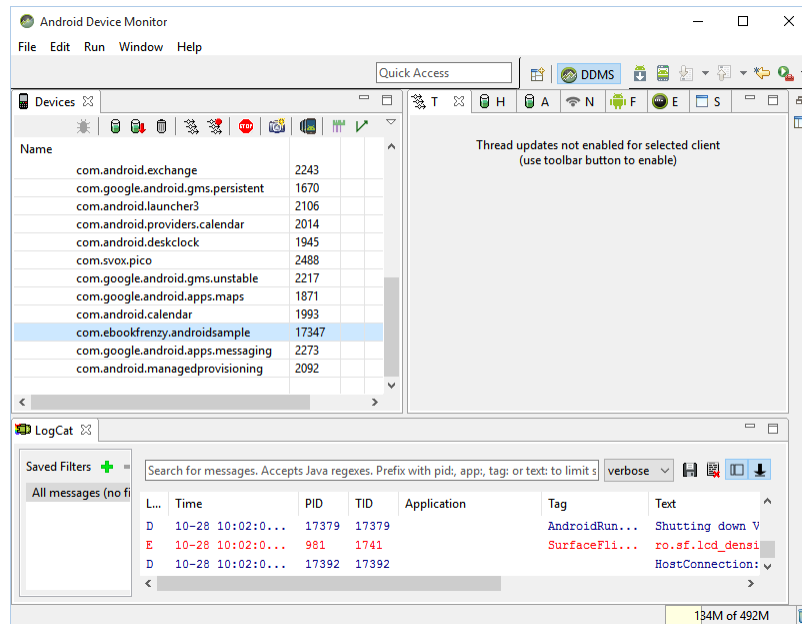 Android Device Monitor
File Edit Run Window Help
Quick Access
DDMS
Devices
T H A N F E S
Name
Thread updates not enabled for selected client
(use toolbar button to enable)
com.android.exchange 2243
com.google.android.gms.persistent 1670
com.android.launcher3 2106
com.android.providers.calendar 2014
com.android.deskclock 1945
com.svox.pico 2488
com.google.android.gms.unstable 2217
com.google.android.apps.maps 1871
com.android.calendar 1993
com.ebookfrenzy.androidsample 17347
com.google.android.apps.messaging 2273
com.android.managedprovisioning 2092
LogCat
Saved Filters
All messages (no fi
Search for messages. Accepts Java regexes. Prefix with pid:, app:, tag: or text: to limit s
verbose
L... Time PID TID Application Tag Text
D 10-28 10:02:0... 17379 17379 AndroidRun... Shutting down V
E 10-28 10:02:0... 981 1741 SurfaceFli... ro.sf.lcd_densi
D 10-28 10:02:0... 17392 17392 HostConnection:
134M of 492M